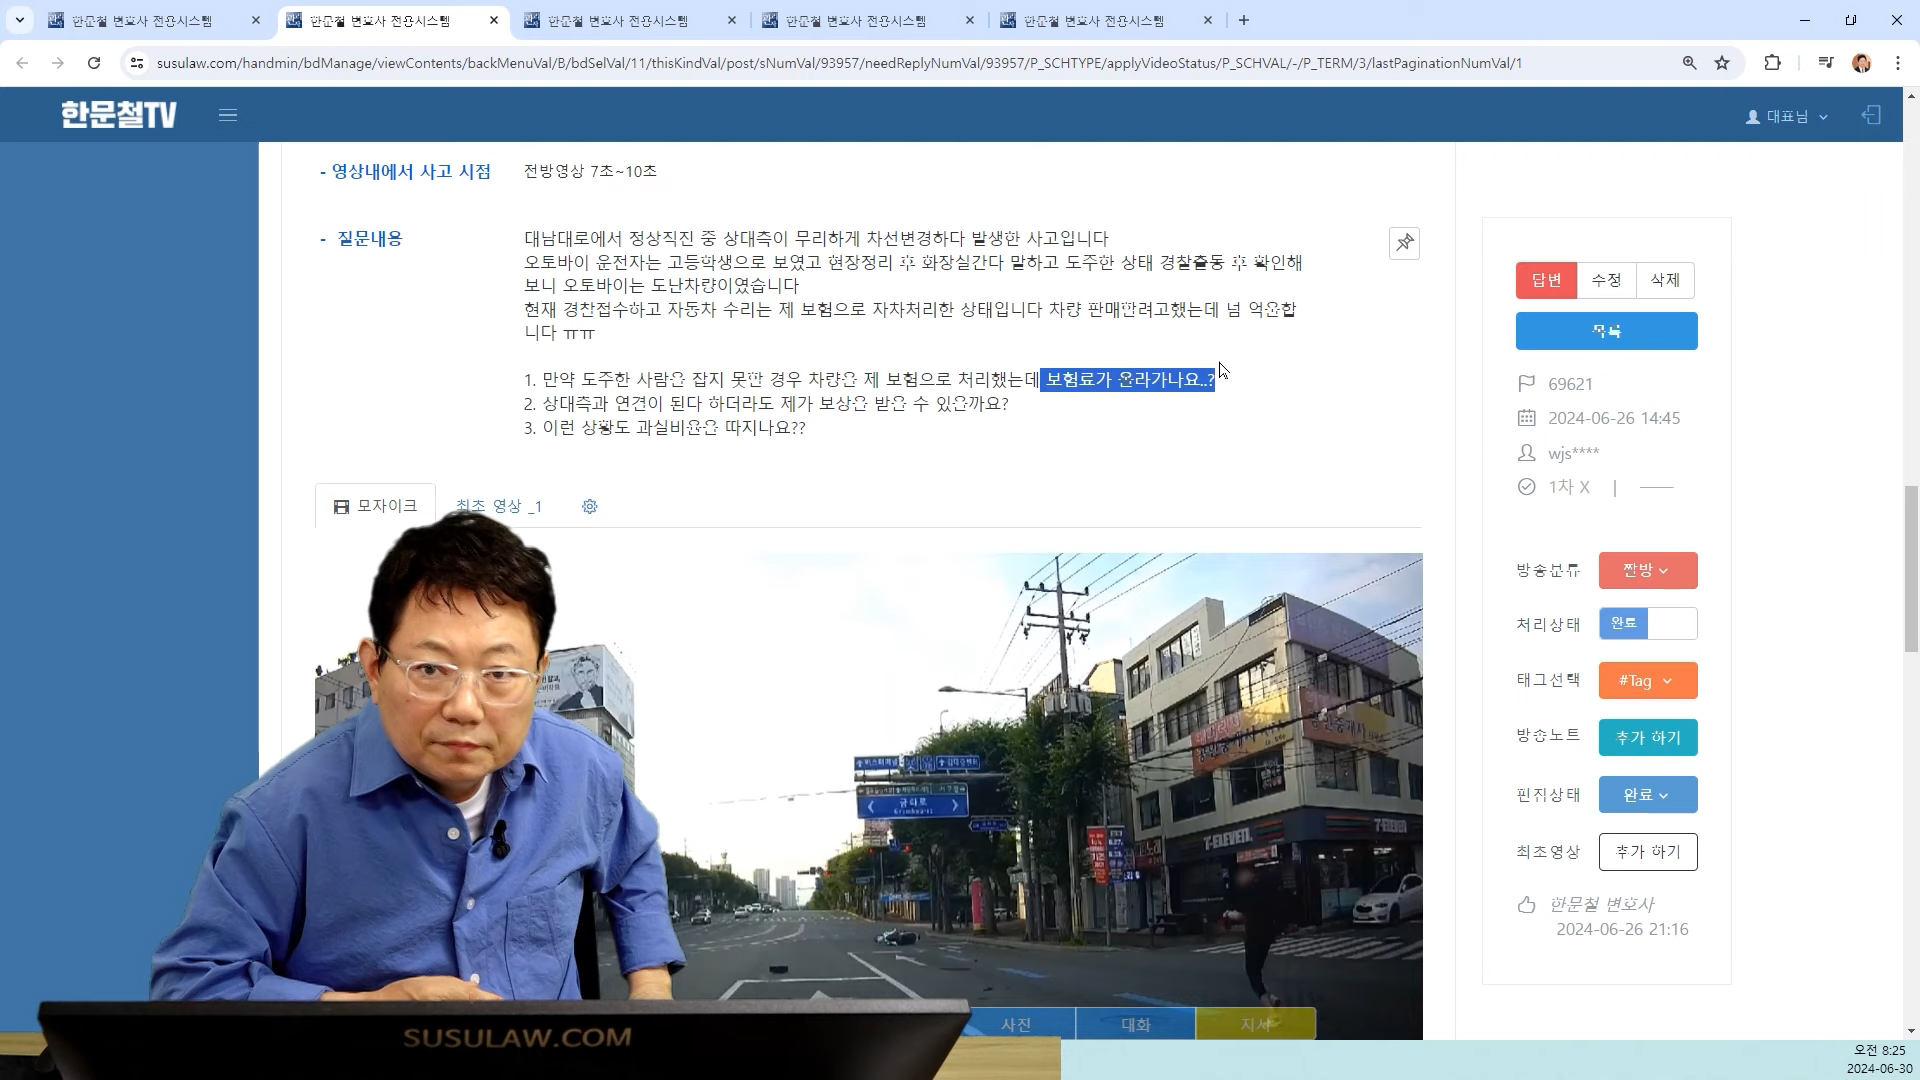 한문철 변호사 전용시스템
한문철 변호사 전용시스템
한문철 변호사 전용시스템
한문철 변호사 전용시스템
한문철 변호사 전용시스템
susulaw.com/handmin/bdManage/viewContents/backMenuVal/B/bdSelVal/11/thisKindVal/post/sNumVal/93957/needReplyNumVal/93957/P_SCHTYPE/applyVideoStatus/P_SCHVAL/-/P_TERM/3/lastPaginationNumVal/1
한문철TV
대표님
- 영상내에서 사고 시점
전방영상 7초~10초
- 질문내용
대남대로에서 정상직진 중 상대측이 무리하게 차선변경하다 발생한 사고입니다
오토바이 운전자는 고등학생으로 보였고 현장정리 후 화장실간다 말하고 도주한 상태 경찰출동 후 확인해
보니 오토바이는 도난차량이였습니다
현재 경찰접수하고 자동차 수리는 제 보험으로 자차처리한 상태입니다 차량 판매할려고했는데 넘 억울합
니다 ㅠㅠ
1. 만약 도주한 사람을 잡지 못한 경우 차량을 제 보험으로 처리했는데 보험료가 올라가나요..?
2. 상대측과 연결이 된다 하더라도 제가 보상을 받을 수 있을까요?
3. 이런 상황도 과실비율을 따지나요??
모자이크
최초 영상 _1
답변
수정
삭제
목록
69621
2024-06-26 14:45
wjs****
1차 X |
방송분류
짤방
처리상태
완료
태그선택
#Tag
방송노트
추가 하기
편집상태
완료
최초영상
추가 하기
한문철 변호사
2024-06-26 21:16
금화로
Geumhwa-ro
7-ELEVEN
7-ELEVEN
사진
대화
지시
SUSULAW.COM
오전 8:25
2024-06-30